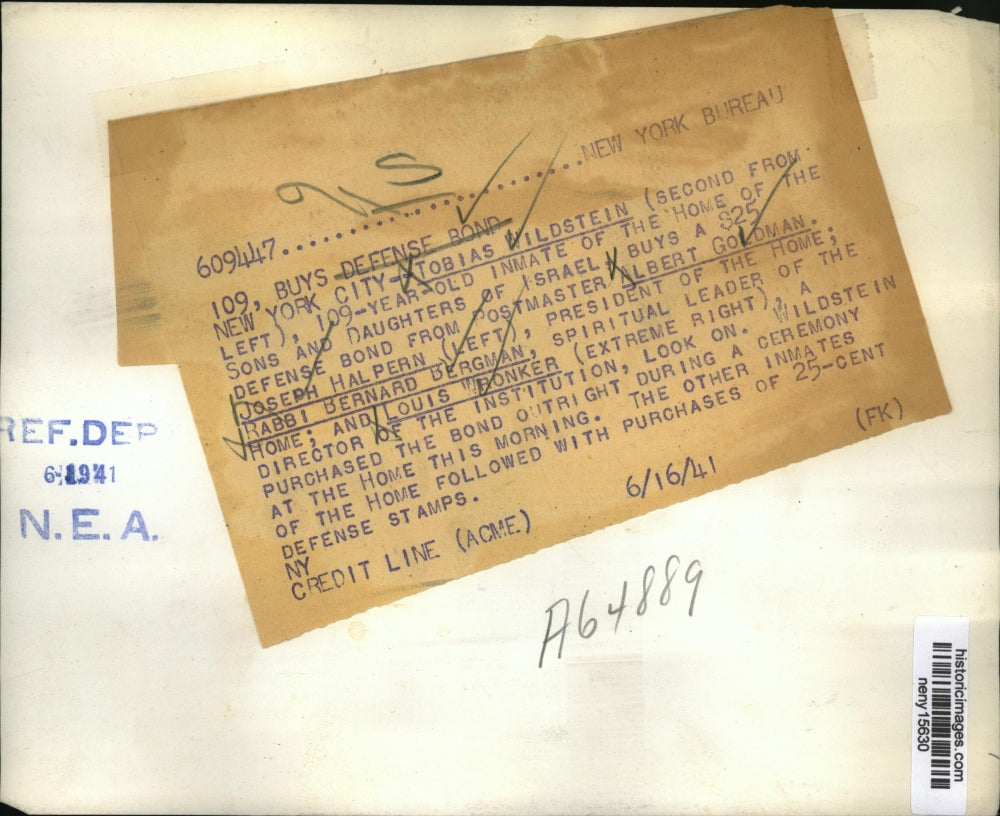 609447..............................NEW YORK BUREAU
109, BUYS DEFENSE BOND
NEW YORK CITY--TOBIAS WILDSTEIN (SECOND FROM
LEFT), 109-YEAR-OLD INMATE OF THE HOME OF THE
SONS AND DAUGHTERS OF ISRAEL, BUYS A $25
DEFENSE BOND FROM POSTMASTER ALBERT GOLDMAN.
JOSEPH HALPERN (LEFT), PRESIDENT OF THE HOME;
RABBI BERNARD BERGMAN, SPIRITUAL LEADER OF THE
HOME; AND LOUIS TRONKER (EXTREME RIGHT), A
DIRECTOR OF THE INSTITUTION, LOOK ON. WILDSTEIN
PURCHASED THE BOND OUTRIGHT DURING A CEREMONY
AT THE HOME THIS MORNING. THE OTHER INMATES
OF THE HOME FOLLOWED WITH PURCHASES OF 25-CENT
DEFENSE STAMPS.
NY
CREDIT LINE (ACME) 6/16/41 (FK)
REF. DEP
1941
N.E.A.
A64889
historicimages.com
neny15630